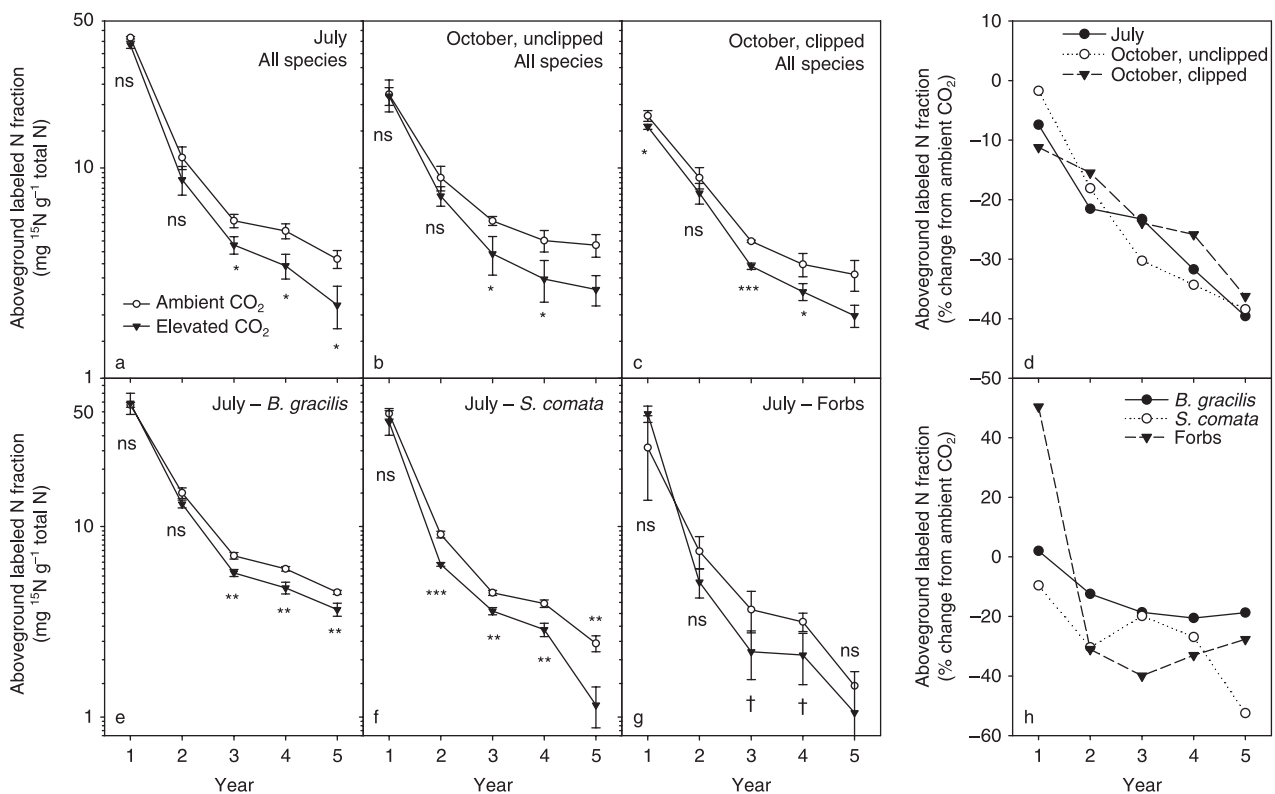 Aboveground labeled N fraction
(mg ¹⁵N g⁻¹ total N)
50
10
1
July
All species
ns
ns
*
*
*
Ambient CO₂
Elevated CO₂
a
October, unclipped
All species
ns
ns
*
*
b
October, clipped
All species
*
ns
***
*
c
Aboveground labeled N fraction
(% change from ambient CO₂)
10
0
−10
−20
−30
−40
−50
July
October, unclipped
October, clipped
d
Aboveground labeled N fraction
(mg ¹⁵N g⁻¹ total N)
50
10
1
July – B. gracilis
ns
ns
**
**
**
e
1 2 3 4 5
Year
July – S. comata
ns
***
**
**
**
f
1 2 3 4 5
Year
July – Forbs
ns
ns
†
†
ns
g
1 2 3 4 5
Year
Aboveground labeled N fraction
(% change from ambient CO₂)
40
20
0
−20
−40
−60
B. gracilis
S. comata
Forbs
h
1 2 3 4 5
Year